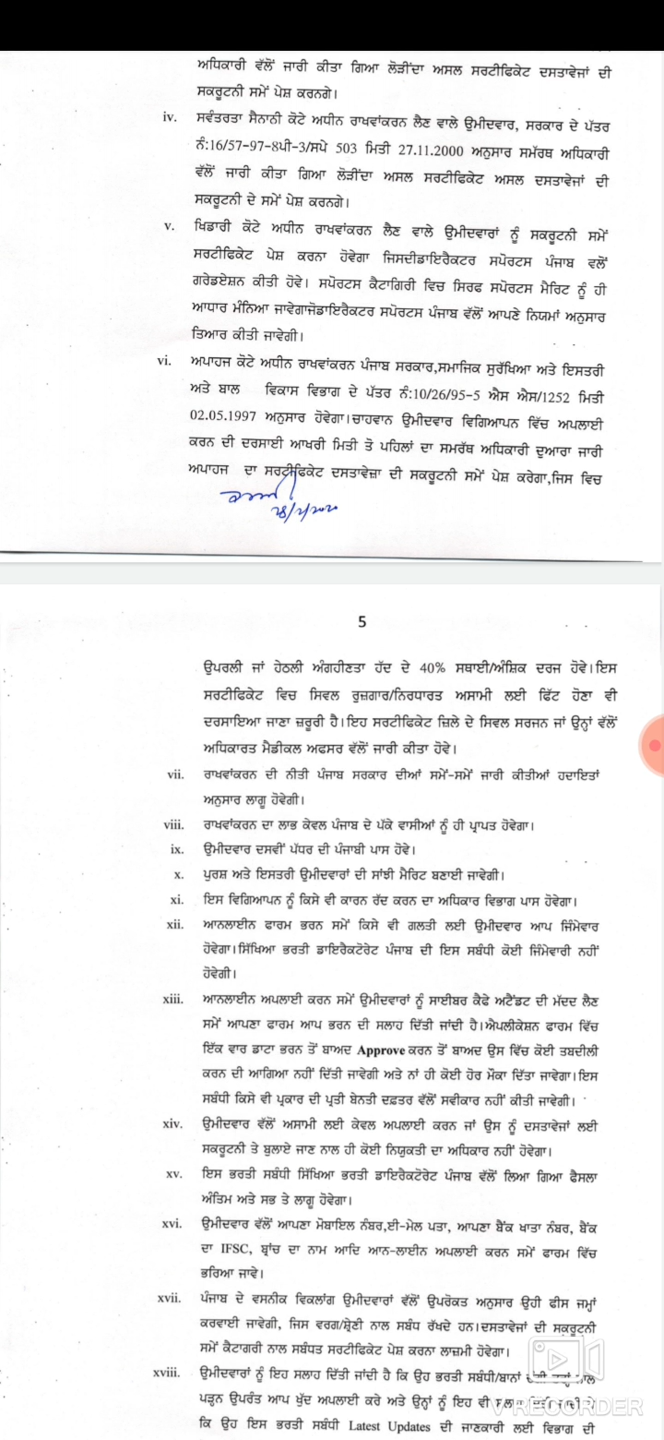 ਅਧਿਕਾਰੀ ਵੱਲੋਂ ਜਾਰੀ ਕੀਤਾ ਗਿਆ ਲੋੜੀਂਦਾ ਅਸਲ ਸਰਟੀਫਿਕੇਟ ਦਸਤਾਵੇਜਾਂ ਦੀ
ਸਕਰੂਟਨੀ ਸਮੇਂ ਪੇਸ਼ ਕਰਨਗੇ।
iv. ਸਵੰਤਰਤਾ ਸੈਨਾਨੀ ਕੋਟੇ ਅਧੀਨ ਰਾਖਵਾਂਕਰਨ ਲੈਣ ਵਾਲੇ ਉਮੀਦਵਾਰ, ਸਰਕਾਰ ਦੇ ਪੱਤਰ
ਨੰ:16/57-97-8ਪੀ-3/ਸਪੇ 503 ਮਿਤੀ 27.11.2000 ਅਨੁਸਾਰ ਸਮੱਰਥ ਅਧਿਕਾਰੀ
ਵੱਲੋਂ ਜਾਰੀ ਕੀਤਾ ਗਿਆ ਲੋੜੀਂਦਾ ਅਸਲ ਸਰਟੀਫਿਕੇਟ ਅਸਲ ਦਸਤਾਵੇਜਾਂ ਦੀ
ਸਕਰੂਟਨੀ ਦੇ ਸਮੇਂ ਪੇਸ਼ ਕਰਨਗੇ।
v. ਖਿਡਾਰੀ ਕੋਟੇ ਅਧੀਨ ਰਾਖਵਾਂਕਰਨ ਲੈਣ ਵਾਲੇ ਉਮੀਦਵਾਰਾਂ ਨੂੰ ਸਕਰੂਟਨੀ ਸਮੇਂ
ਸਰਟੀਫਿਕੇਟ ਪੇਸ਼ ਕਰਨਾ ਹੋਵੇਗਾ ਜਿਸਦੀਡਾਇਰੈਕਟਰ ਸਪੋਰਟਸ ਪੰਜਾਬ ਵਲੋਂ
ਗਰੇਡਏਸ਼ਨ ਕੀਤੀ ਹੋਵੇ। ਸਪੋਰਟਸ ਕੈਟਾਗਿਰੀ ਵਿਚ ਸਿਰਫ ਸਪੋਰਟਸ ਮੈਰਿਟ ਨੂੰ ਹੀ
ਆਧਾਰ ਮੰਨਿਆ ਜਾਵੇਗਾਜੋਡਾਇਰੈਕਟਰ ਸਪੋਰਟਸ ਪੰਜਾਬ ਵੱਲੋਂ ਆਪਣੇ ਨਿਯਮਾਂ ਅਨੁਸਾਰ
ਤਿਆਰ ਕੀਤੀ ਜਾਵੇਗੀ।
vi. ਅਪਾਹਜ ਕੋਟੇ ਅਧੀਨ ਰਾਖਵਾਂਕਰਨ ਪੰਜਾਬ ਸਰਕਾਰ,ਸਮਾਜਿਕ ਸੁਰੱਖਿਆ ਅਤੇ ਇਸਤਰੀ
ਅਤੇ ਬਾਲ ਵਿਕਾਸ ਵਿਭਾਗ ਦੇ ਪੱਤਰ ਨੰ:10/26/95-5 ਐਸ ਐਸ/1252 ਮਿਤੀ
02.05.1997 ਅਨੁਸਾਰ ਹੋਵੇਗਾ।ਚਾਹਵਾਨ ਉਮੀਦਵਾਰ ਵਿਗਿਆਪਨ ਵਿੱਚ ਅਪਲਾਈ
ਕਰਨ ਦੀ ਦਰਸਾਈ ਆਖਰੀ ਮਿਤੀ ਤੋ ਪਹਿਲਾਂ ਦਾ ਸਮਰੱਥ ਅਧਿਕਾਰੀ ਦੁਆਰਾ ਜਾਰੀ
ਅਪਾਹਜ ਦਾ ਸਰਟੀਫਿਕੇਟ ਦਸਤਾਵੇਜ਼ਾ ਦੀ ਸਕਰੂਟਨੀ ਸਮੇਂ ਪੇਸ਼ ਕਰੇਗਾ,ਜਿਸ ਵਿਚ
5
ਉਪਰਲੀ ਜਾਂ ਹੇਠਲੀ ਅੰਗਹੀਣਤਾ ਹੱਦ ਦੇ 40% ਸਥਾਈ/ਅੰਸ਼ਿਕ ਦਰਜ ਹੋਵੇ।ਇਸ
ਸਰਟੀਫਿਕੇਟ ਵਿਚ ਸਿਵਲ ਰੁਜ਼ਗਾਰ/ਨਿਰਧਾਰਤ ਅਸਾਮੀ ਲਈ ਫਿੱਟ ਹੋਣਾ ਵੀ
ਦਰਸਾਇਆ ਜਾਣਾ ਜ਼ਰੂਰੀ ਹੈ।ਇਹ ਸਰਟੀਫਿਕੇਟ ਜ਼ਿਲੇ ਦੇ ਸਿਵਲ ਸਰਜਨ ਜਾਂ ਉਨ੍ਹਾਂ ਵੱਲੋਂ
ਅਧਿਕਾਰਤ ਮੈਡੀਕਲ ਅਫਸਰ ਵੱਲੋਂ ਜਾਰੀ ਕੀਤਾ ਹੋਵੇ।
vii. ਰਾਖਵਾਂਕਰਨ ਦੀ ਨੀਤੀ ਪੰਜਾਬ ਸਰਕਾਰ ਦੀਆਂ ਸਮੇਂ-ਸਮੇਂ ਜਾਰੀ ਕੀਤੀਆਂ ਹਦਾਇਤਾਂ
ਅਨੁਸਾਰ ਲਾਗੂ ਹੋਵੇਗੀ।
viii. ਰਾਖਵਾਂਕਰਨ ਦਾ ਲਾਭ ਕੇਵਲ ਪੰਜਾਬ ਦੇ ਪੱਕੇ ਵਾਸੀਆਂ ਨੂੰ ਹੀ ਪ੍ਰਾਪਤ ਹੋਵੇਗਾ।
ix. ਉਮੀਦਵਾਰ ਦਸਵੀਂ ਪੱਧਰ ਦੀ ਪੰਜਾਬੀ ਪਾਸ ਹੋਵੇ।
x. ਪੁਰਸ਼ ਅਤੇ ਇਸਤਰੀ ਉਮੀਦਵਾਰਾਂ ਦੀ ਸਾਂਝੀ ਮੈਰਿਟ ਬਣਾਈ ਜਾਵੇਗੀ।
xi. ਇਸ ਵਿਗਿਆਪਨ ਨੂੰ ਕਿਸੇ ਵੀ ਕਾਰਨ ਰੱਦ ਕਰਨ ਦਾ ਅਧਿਕਾਰ ਵਿਭਾਗ ਪਾਸ ਹੋਵੇਗਾ।
xii. ਆਨਲਾਈਨ ਫਾਰਮ ਭਰਨ ਸਮੇਂ ਕਿਸੇ ਵੀ ਗਲਤੀ ਲਈ ਉਮੀਦਵਾਰ ਆਪ ਜਿੰਮੇਵਾਰ
ਹੋਵੇਗਾ।ਸਿੱਖਿਆ ਭਰਤੀ ਡਾਇਰੈਕਟੋਰੇਟ ਪੰਜਾਬ ਦੀ ਇਸ ਸਬੰਧੀ ਕੋਈ ਜਿੰਮੇਵਾਰੀ ਨਹੀਂ
ਹੋਵੇਗੀ।
xiii. ਆਨਲਾਈਨ ਅਪਲਾਈ ਕਰਨ ਸਮੇਂ ਉਮੀਦਵਾਰਾਂ ਨੂੰ ਸਾਈਬਰ ਕੈਫੇ ਅਟੈਂਡਟ ਦੀ ਮੱਦਦ ਲੈਣ
ਸਮੇਂ ਆਪਣਾ ਫਾਰਮ ਆਪ ਭਰਨ ਦੀ ਸਲਾਹ ਦਿੱਤੀ ਜਾਂਦੀ ਹੈ।ਐਪਲੀਕੇਸ਼ਨ ਫਾਰਮ ਵਿੱਚ
ਇੱਕ ਵਾਰ ਡਾਟਾ ਭਰਨ ਤੋਂ ਬਾਅਦ Approve ਕਰਨ ਤੋਂ ਬਾਅਦ ਉਸ ਵਿੱਚ ਕੋਈ ਤਬਦੀਲੀ
ਕਰਨ ਦੀ ਆਗਿਆ ਨਹੀਂ ਦਿੱਤੀ ਜਾਵੇਗੀ ਅਤੇ ਨਾਂ ਹੀ ਕੋਈ ਹੋਰ ਮੌਕਾ ਦਿੱਤਾ ਜਾਵੇਗਾ।ਇਸ
ਸਬੰਧੀ ਕਿਸੇ ਵੀ ਪ੍ਰਕਾਰ ਦੀ ਪ੍ਰਤੀ ਬੇਨਤੀ ਦਫ਼ਤਰ ਵੱਲੋਂ ਸਵੀਕਾਰ ਨਹੀਂ ਕੀਤੀ ਜਾਵੇਗੀ।
xiv. ਉਮੀਦਵਾਰ ਵੱਲੋਂ ਅਸਾਮੀ ਲਈ ਕੇਵਲ ਅਪਲਾਈ ਕਰਨ ਜਾਂ ਉਸ ਨੂੰ ਦਸਤਾਵੇਜਾਂ ਲਈ
ਸਕਰੂਟਨੀ ਤੇ ਬੁਲਾਏ ਜਾਣ ਨਾਲ ਹੀ ਕੋਈ ਨਿਯੁਕਤੀ ਦਾ ਅਧਿਕਾਰ ਨਹੀਂ ਹੋਵੇਗਾ।
xv. ਇਸ ਭਰਤੀ ਸਬੰਧੀ ਸਿੱਖਿਆ ਭਰਤੀ ਡਾਇਰੈਕਟੋਰੇਟ ਪੰਜਾਬ ਵੱਲੋਂ ਲਿਆ ਗਿਆ ਫੈਸਲਾ
ਅੰਤਿਮ ਅਤੇ ਸਭ ਤੇ ਲਾਗੂ ਹੋਵੇਗਾ।
xvi. ਉਮੀਦਵਾਰ ਵੱਲੋਂ ਆਪਣਾ ਮੋਬਾਇਲ ਨੰਬਰ,ਈ-ਮੇਲ ਪਤਾ, ਆਪਣਾ ਬੈਂਕ ਖਾਤਾ ਨੰਬਰ, ਬੈਂਕ
ਦਾ IFSC, ਬ੍ਰਾਂਚ ਦਾ ਨਾਮ ਆਦਿ ਆਨ-ਲਾਈਨ ਅਪਲਾਈ ਕਰਨ ਸਮੇਂ ਫਾਰਮ ਵਿੱਚ
ਭਰਿਆ ਜਾਵੇ।
xvii. ਪੰਜਾਬ ਦੇ ਵਸਨੀਕ ਵਿਕਲਾਂਗ ਉਮੀਦਵਾਰਾਂ ਵੱਲੋਂ ਉਪਰੋਕਤ ਅਨੁਸਾਰ ਉਹੀ ਫੀਸ ਜਮ੍ਹਾਂ
ਕਰਵਾਈ ਜਾਵੇਗੀ, ਜਿਸ ਵਰਗ/ਸ਼੍ਰੇਣੀ ਨਾਲ ਸਬੰਧ ਰੱਖਦੇ ਹਨ।ਦਸਤਾਵੇਜਾਂ ਦੀ ਸਕਰੂਟਨੀ
ਸਮੇਂ ਕੈਟਾਗਰੀ ਨਾਲ ਸਬੰਧਤ ਸਰਟੀਫਿਕੇਟ ਪੇਸ਼ ਕਰਨਾ ਲਾਜ਼ਮੀ ਹੋਵੇਗਾ।
xviii. ਉਮੀਦਵਾਰਾਂ ਨੂੰ ਇਹ ਸਲਾਹ ਦਿੱਤੀ ਜਾਂਦੀ ਹੈ ਕਿ ਉਹ ਭਰਤੀ ਸਬੰਧੀ
ਪੜ੍ਹਨ ਉਪਰੰਤ ਆਪ ਖੁੱਦ ਅਪਲਾਈ ਕਰੇ ਅਤੇ ਉਨ੍ਹਾਂ ਨੂੰ ਇਹ ਵੀ
V RECORDER
ਕਿ ਉਹ ਇਸ ਭਰਤੀ ਸਬੰਧੀ Latest Updates ਦੀ ਜਾਣਕਾਰੀ ਲਈ ਵਿਭਾਗ ਦੀ